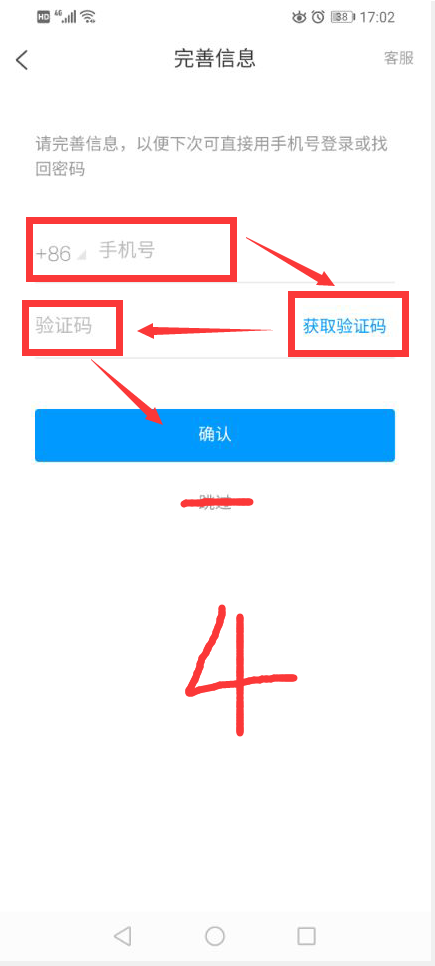 HD 4G 38 17:02
完善信息 客服
请完善信息，以便下次可直接用手机号登录或找
回密码
+86 手机号
验证码 获取验证码
确认
跳过
4